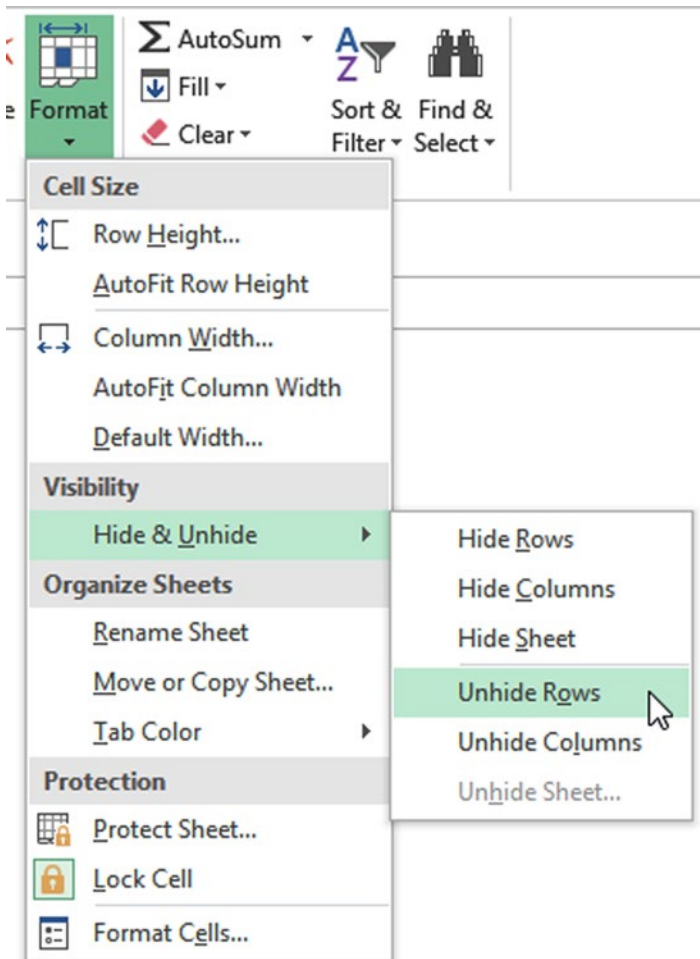 AutoSum
Fill
Clear
Format
Sort &
Filter
Find &
Select
Cell Size
Row Height...
AutoFit Row Height
Column Width...
AutoFit Column Width
Default Width...
Visibility
Hide & Unhide
Hide Rows
Hide Columns
Hide Sheet
Unhide Rows
Unhide Columns
Unhide Sheet...
Organize Sheets
Rename Sheet
Move or Copy Sheet...
Tab Color
Protection
Protect Sheet...
Lock Cell
Format Cells...